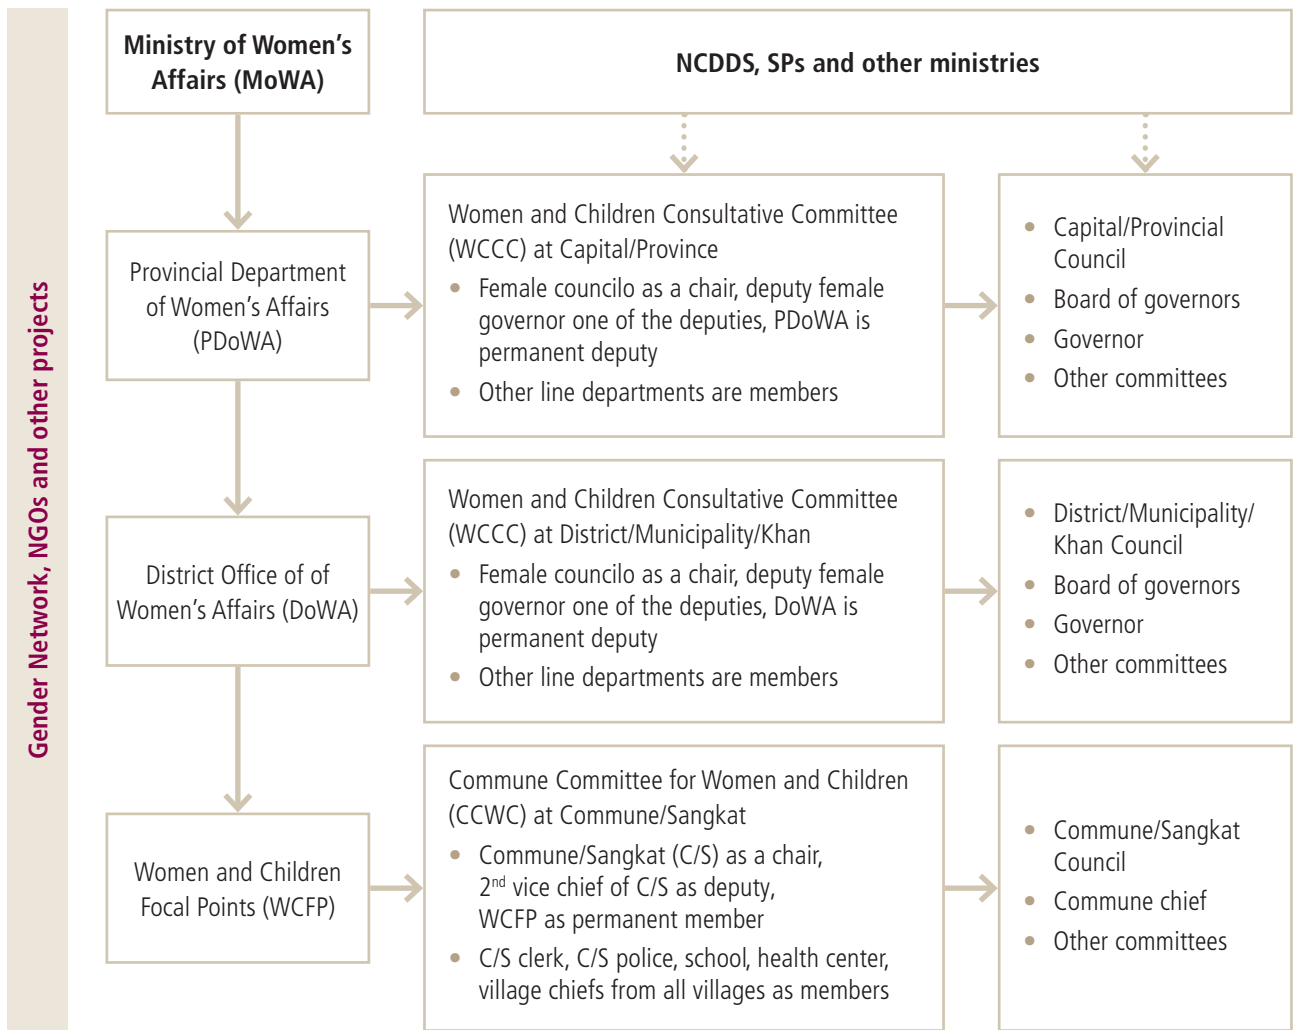 Gender Network, NGOs and other projects
Ministry of Women's
Affairs (MoWA)
NCDDS, SPs and other ministries
Provincial Department
of Women's Affairs
(PDoWA)
Women and Children Consultative Committee
(WCCC) at Capital/Province
• Female councilo as a chair, deputy female
governor one of the deputies, PDoWA is
permanent deputy
• Other line departments are members
• Capital/Provincial
Council
• Board of governors
• Governor
• Other committees
District Office of of
Women's Affairs (DoWA)
Women and Children Consultative Committee
(WCCC) at District/Municipality/Khan
• Female councilo as a chair, deputy female
governor one of the deputies, DoWA is
permanent deputy
• Other line departments are members
• District/Municipality/
Khan Council
• Board of governors
• Governor
• Other committees
Women and Children
Focal Points (WCFP)
Commune Committee for Women and Children
(CCWC) at Commune/Sangkat
• Commune/Sangkat (C/S) as a chair,
2nd vice chief of C/S as deputy,
WCFP as permanent member
• C/S clerk, C/S police, school, health center,
village chiefs from all villages as members
• Commune/Sangkat
Council
• Commune chief
• Other committees